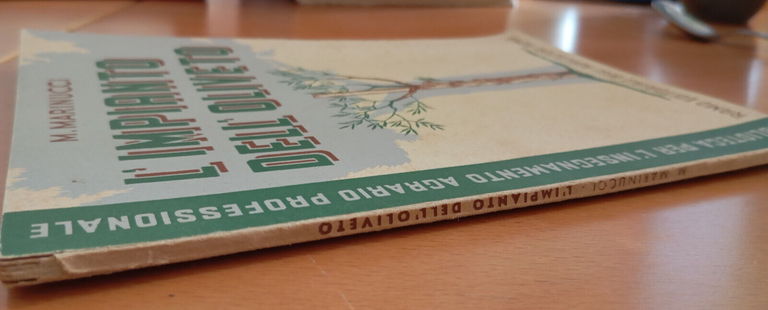 M. MARINUCCI
L'IMPIANTO
DELL'OLIVETO
BIBLIOTECA PER L'INSEGNAMENTO AGRARIO PROFESSIONALE
M. MARINUCCI - L'IMPIANTO DELL'OLIVETO